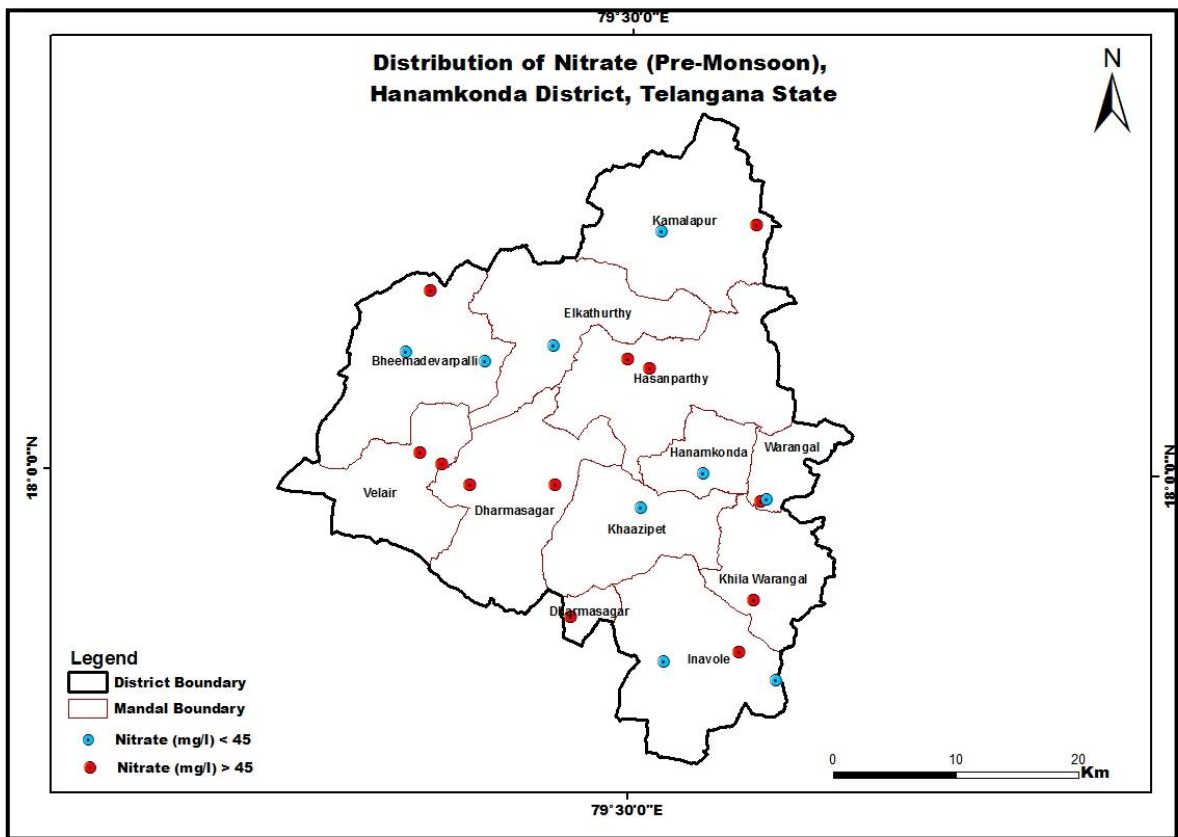 79°30'0"E
Distribution of Nitrate (Pre-Monsoon),
Hanamkonda District, Telangana State
N
Kamalapur
Elkathurthy
Bheemadevarpalli
Hasanparthy
Hanamkonda
Warangal
18°0'0"N
18°0'0"N
Velair
Dharmasagar
Khaazipet
Khila Warangal
Dharmasagar
Inavole
Legend
District Boundary
Mandal Boundary
Nitrate (mg/l) < 45
Nitrate (mg/l) > 45
0 10 20
Km
79°30'0"E